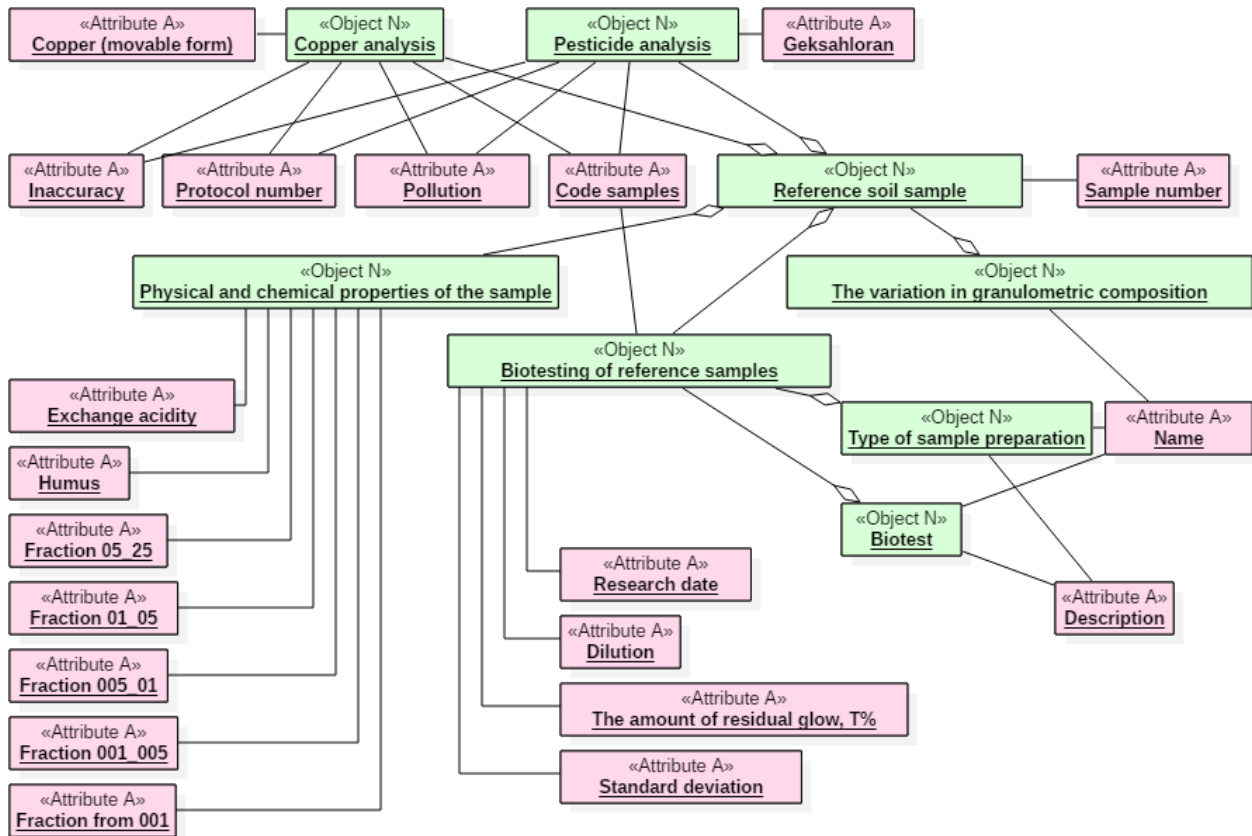 «Attribute A»
Copper (movable form)
«Object N»
Copper analysis
«Object N»
Pesticide analysis
«Attribute A»
Geksahloran
«Attribute A»
Inaccuracy
«Attribute A»
Protocol number
«Attribute A»
Pollution
«Attribute A»
Code samples
«Object N»
Reference soil sample
«Attribute A»
Sample number
«Object N»
Physical and chemical properties of the sample
«Object N»
The variation in granulometric composition
«Object N»
Biotesting of reference samples
«Attribute A»
Exchange acidity
«Object N»
Type of sample preparation
«Attribute A»
Name
«Attribute A»
Humus
«Object N»
Biotest
«Attribute A»
Fraction 05_25
«Attribute A»
Research date
«Attribute A»
Description
«Attribute A»
Fraction 01_05
«Attribute A»
Dilution
«Attribute A»
Fraction 005_01
«Attribute A»
The amount of residual glow, T%
«Attribute A»
Fraction 001_005
«Attribute A»
Standard deviation
«Attribute A»
Fraction from 001